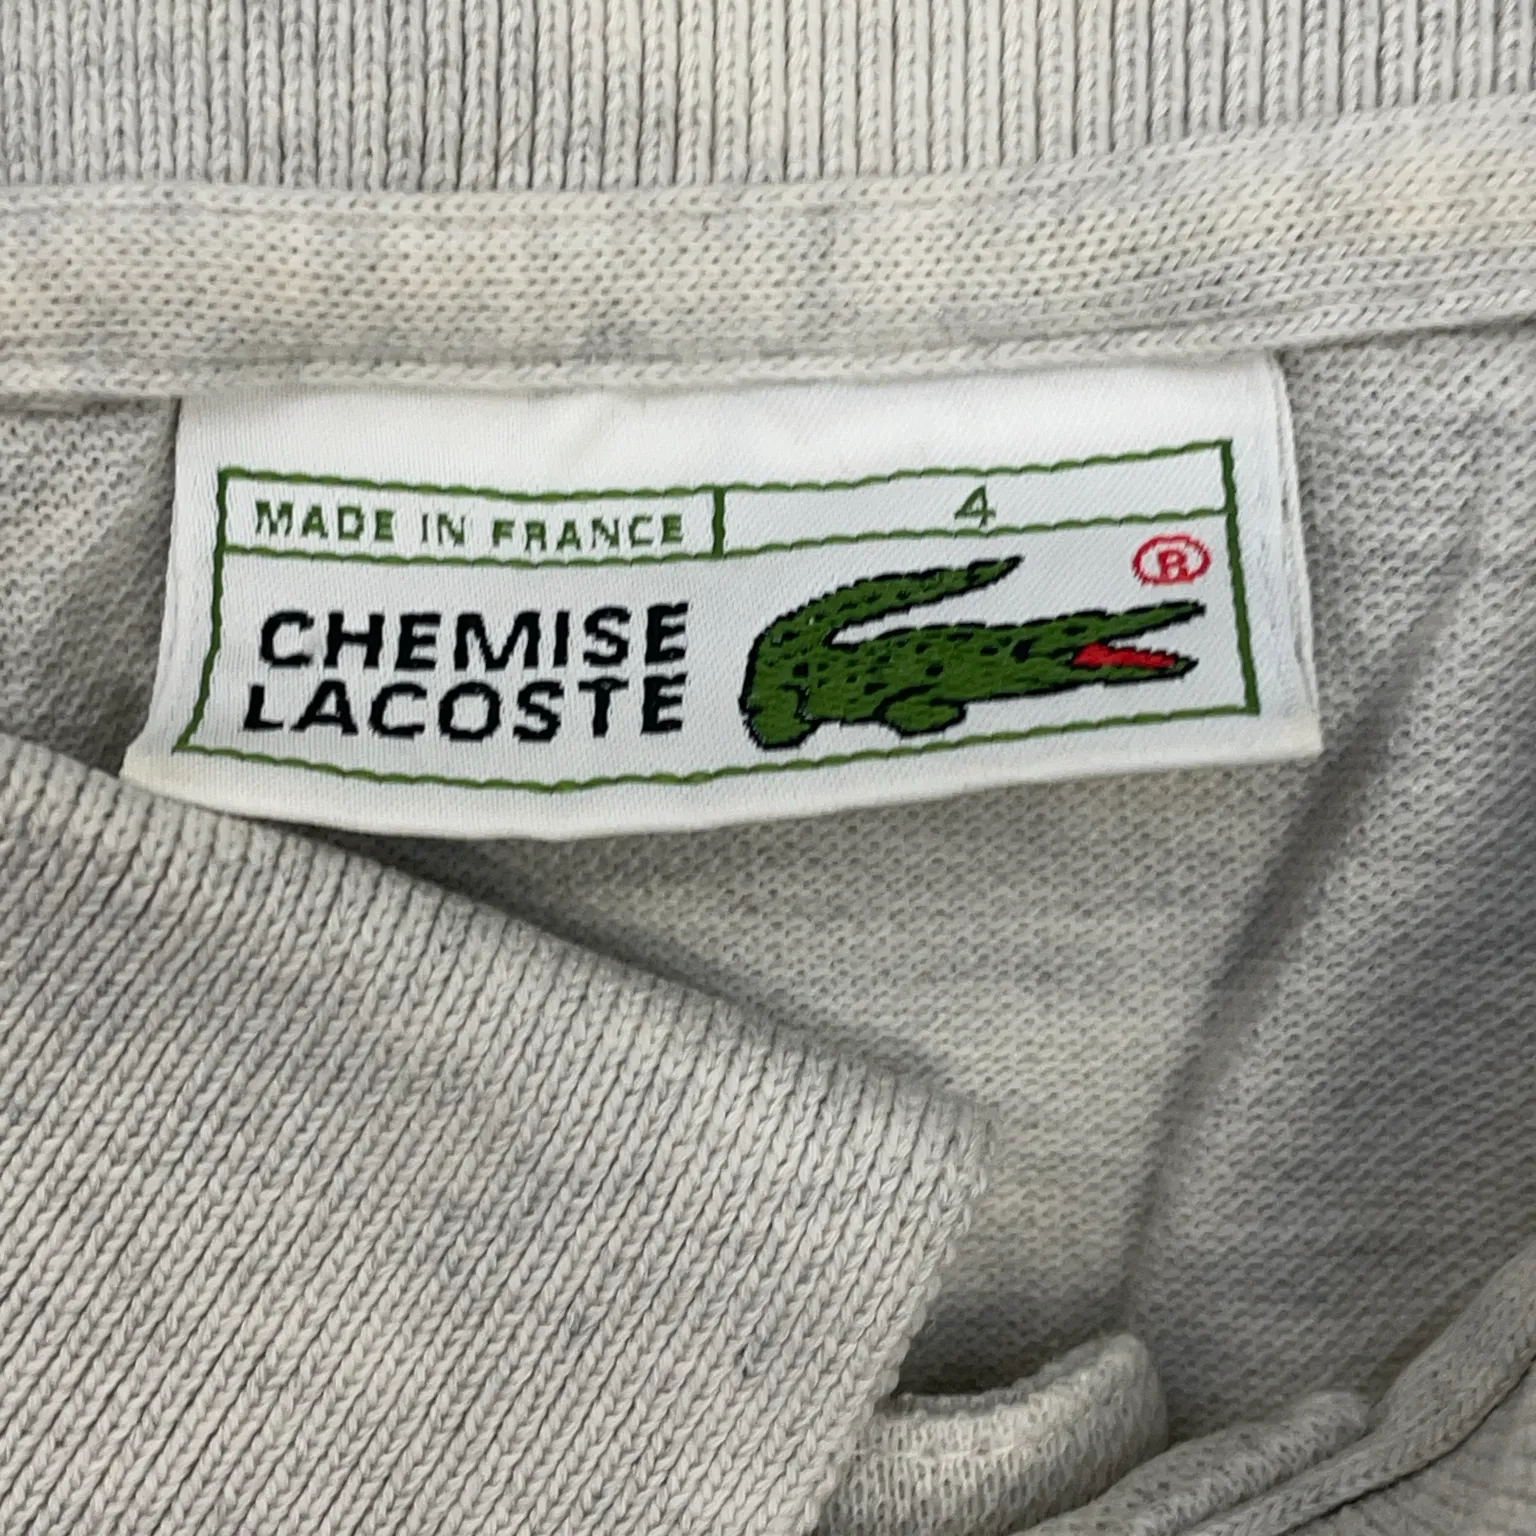 MADE IN FRANCE 4
®
CHEMISE
LACOSTE